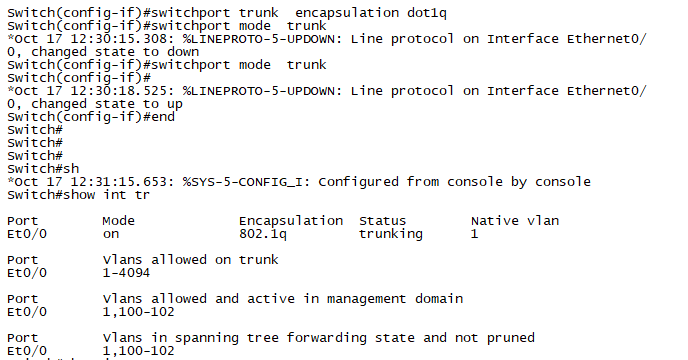 Switch(config-if)#switchport trunk  encapsulation dot1q
Switch(config-if)#switchport mode  trunk
*Oct 17 12:30:15.308: %LINEPROTO-5-UPDOWN: Line protocol on Interface Ethernet0/
0, changed state to down
Switch(config-if)#switchport mode  trunk
Switch(config-if)#
*Oct 17 12:30:18.525: %LINEPROTO-5-UPDOWN: Line protocol on Interface Ethernet0/
0, changed state to up
Switch(config-if)#end
Switch#
Switch#
Switch#
Switch#sh
*Oct 17 12:31:15.653: %SYS-5-CONFIG_I: Configured from console by console
Switch#show int tr
Port        Mode             Encapsulation  Status        Native vlan
Et0/0       on               802.1q         trunking      1
Port        Vlans allowed on trunk
Et0/0       1-4094
Port        Vlans allowed and active in management domain
Et0/0       1,100-102
Port        Vlans in spanning tree forwarding state and not pruned
Et0/0       1,100-102